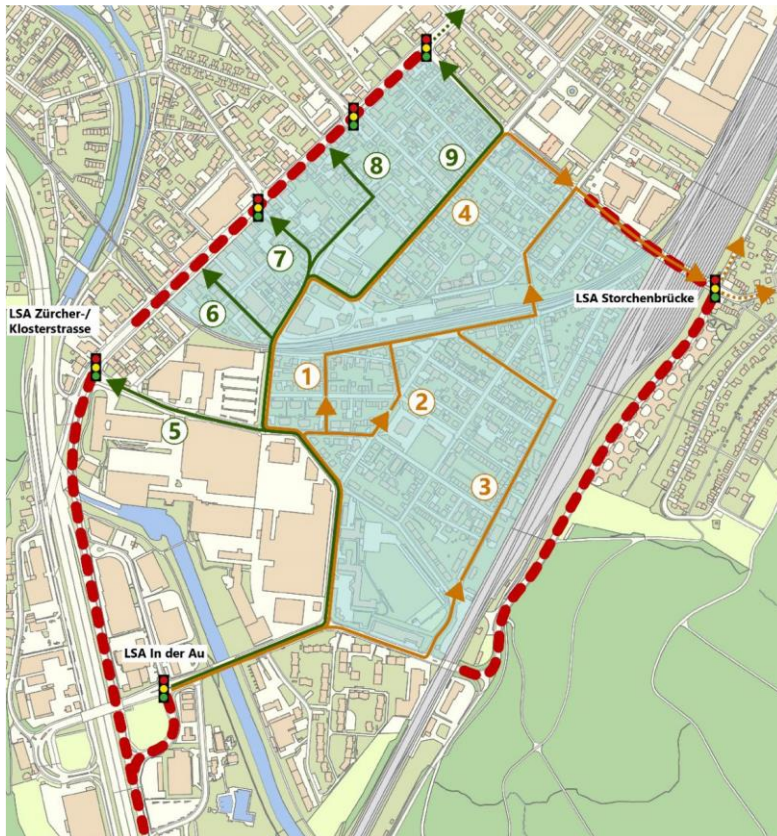 8
9
4
7
LSA Zürcher-/
Klosterstrasse
6
LSA Storchenbrücke
1
2
5
3
LSA In der Au